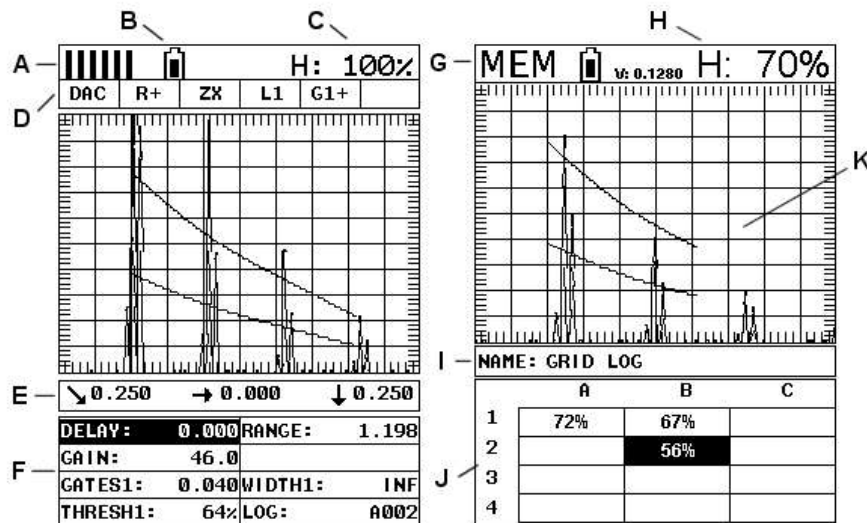 B
C
H
A
H: 100%
G
MEM
V: 0.1280
H: 70%
D
DAC R+ ZX L1 G1+
K
I
NAME: GRID LOG
E
↘0.250 →0.000 ↓0.250
A B C
F
DELAY: 0.000 RANGE: 1.198
GAIN: 46.0
GATES1: 0.040 WIDTH1: INF
THRESH1: 64% LOG: A002
J
1 72% 67%
2 56%
3
4